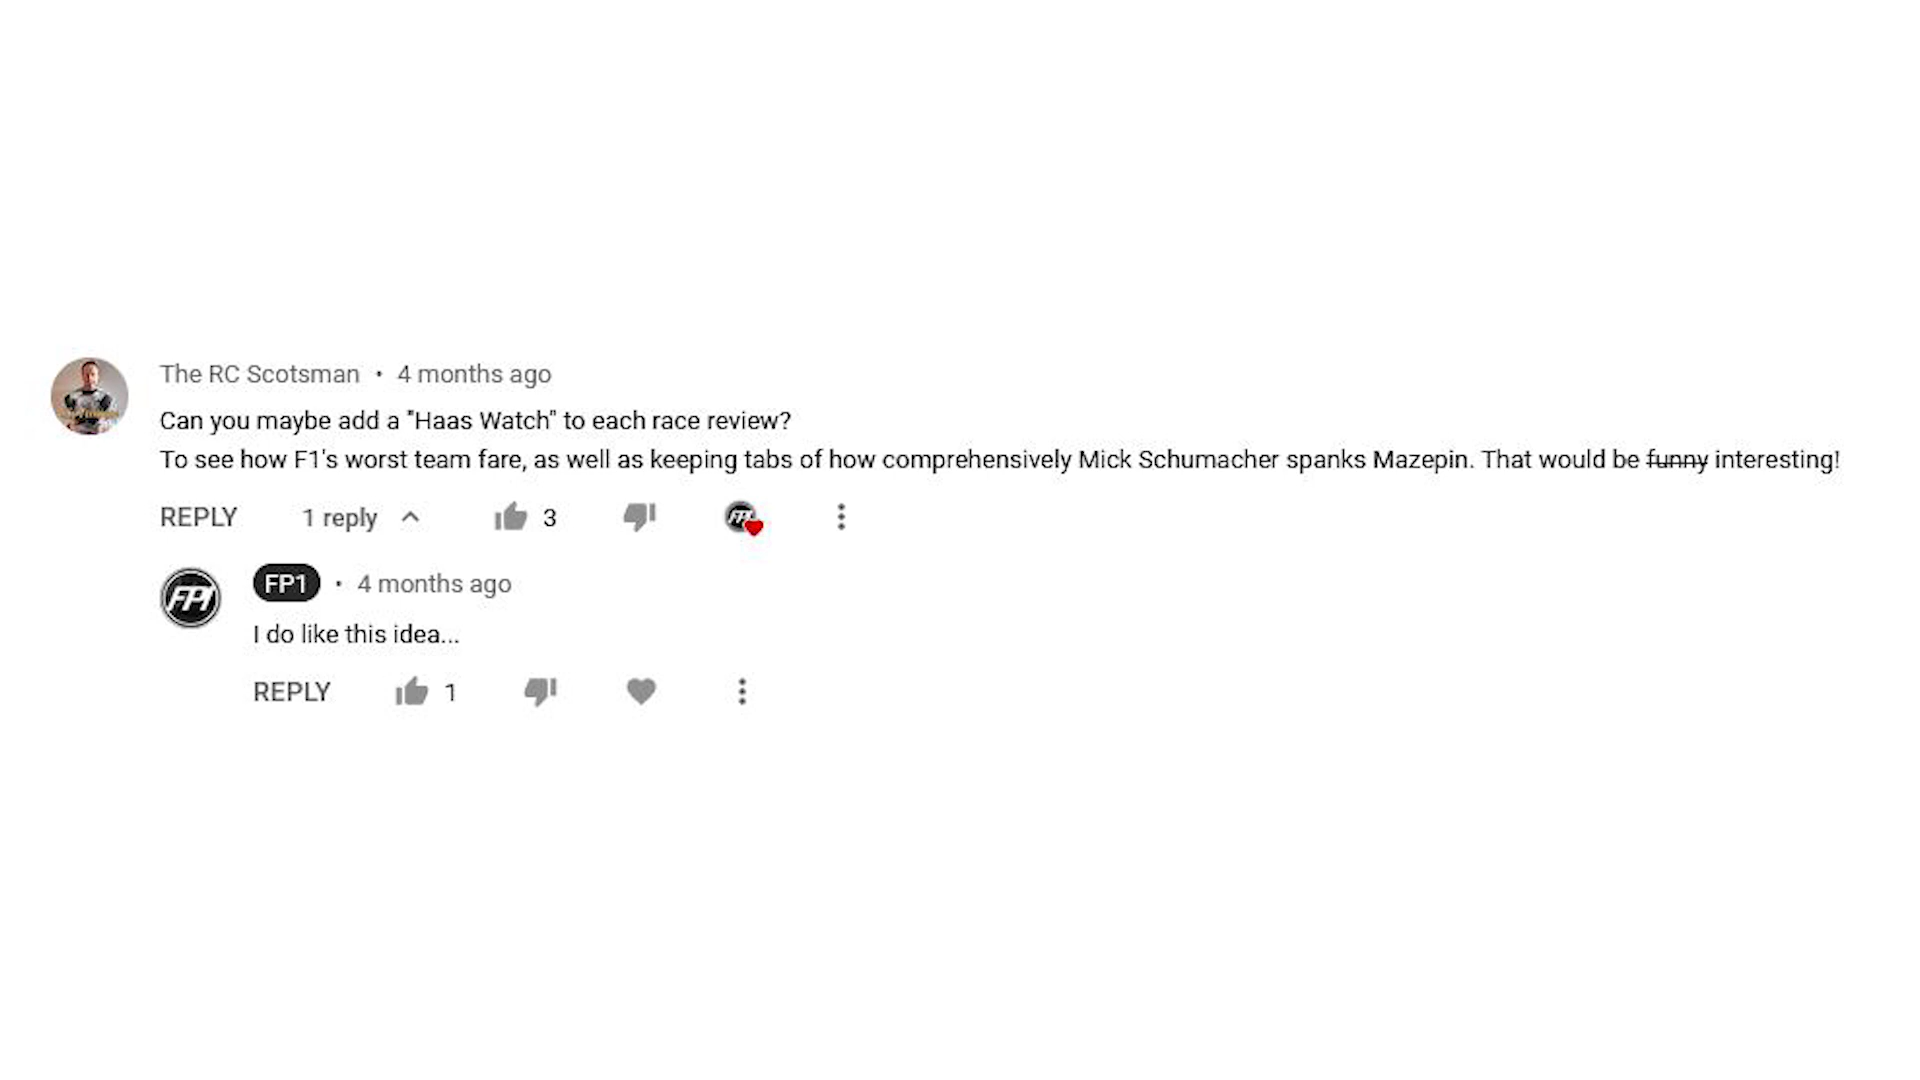 The RC Scotsman • 4 months ago
Can you maybe add a "Haas Watch" to each race review?
To see how F1's worst team fare, as well as keeping tabs of how comprehensively Mick Schumacher spanks Mazepin. That would be funny interesting!
REPLY 1 reply 3
FP1
FP1 • 4 months ago
I do like this idea...
REPLY 1